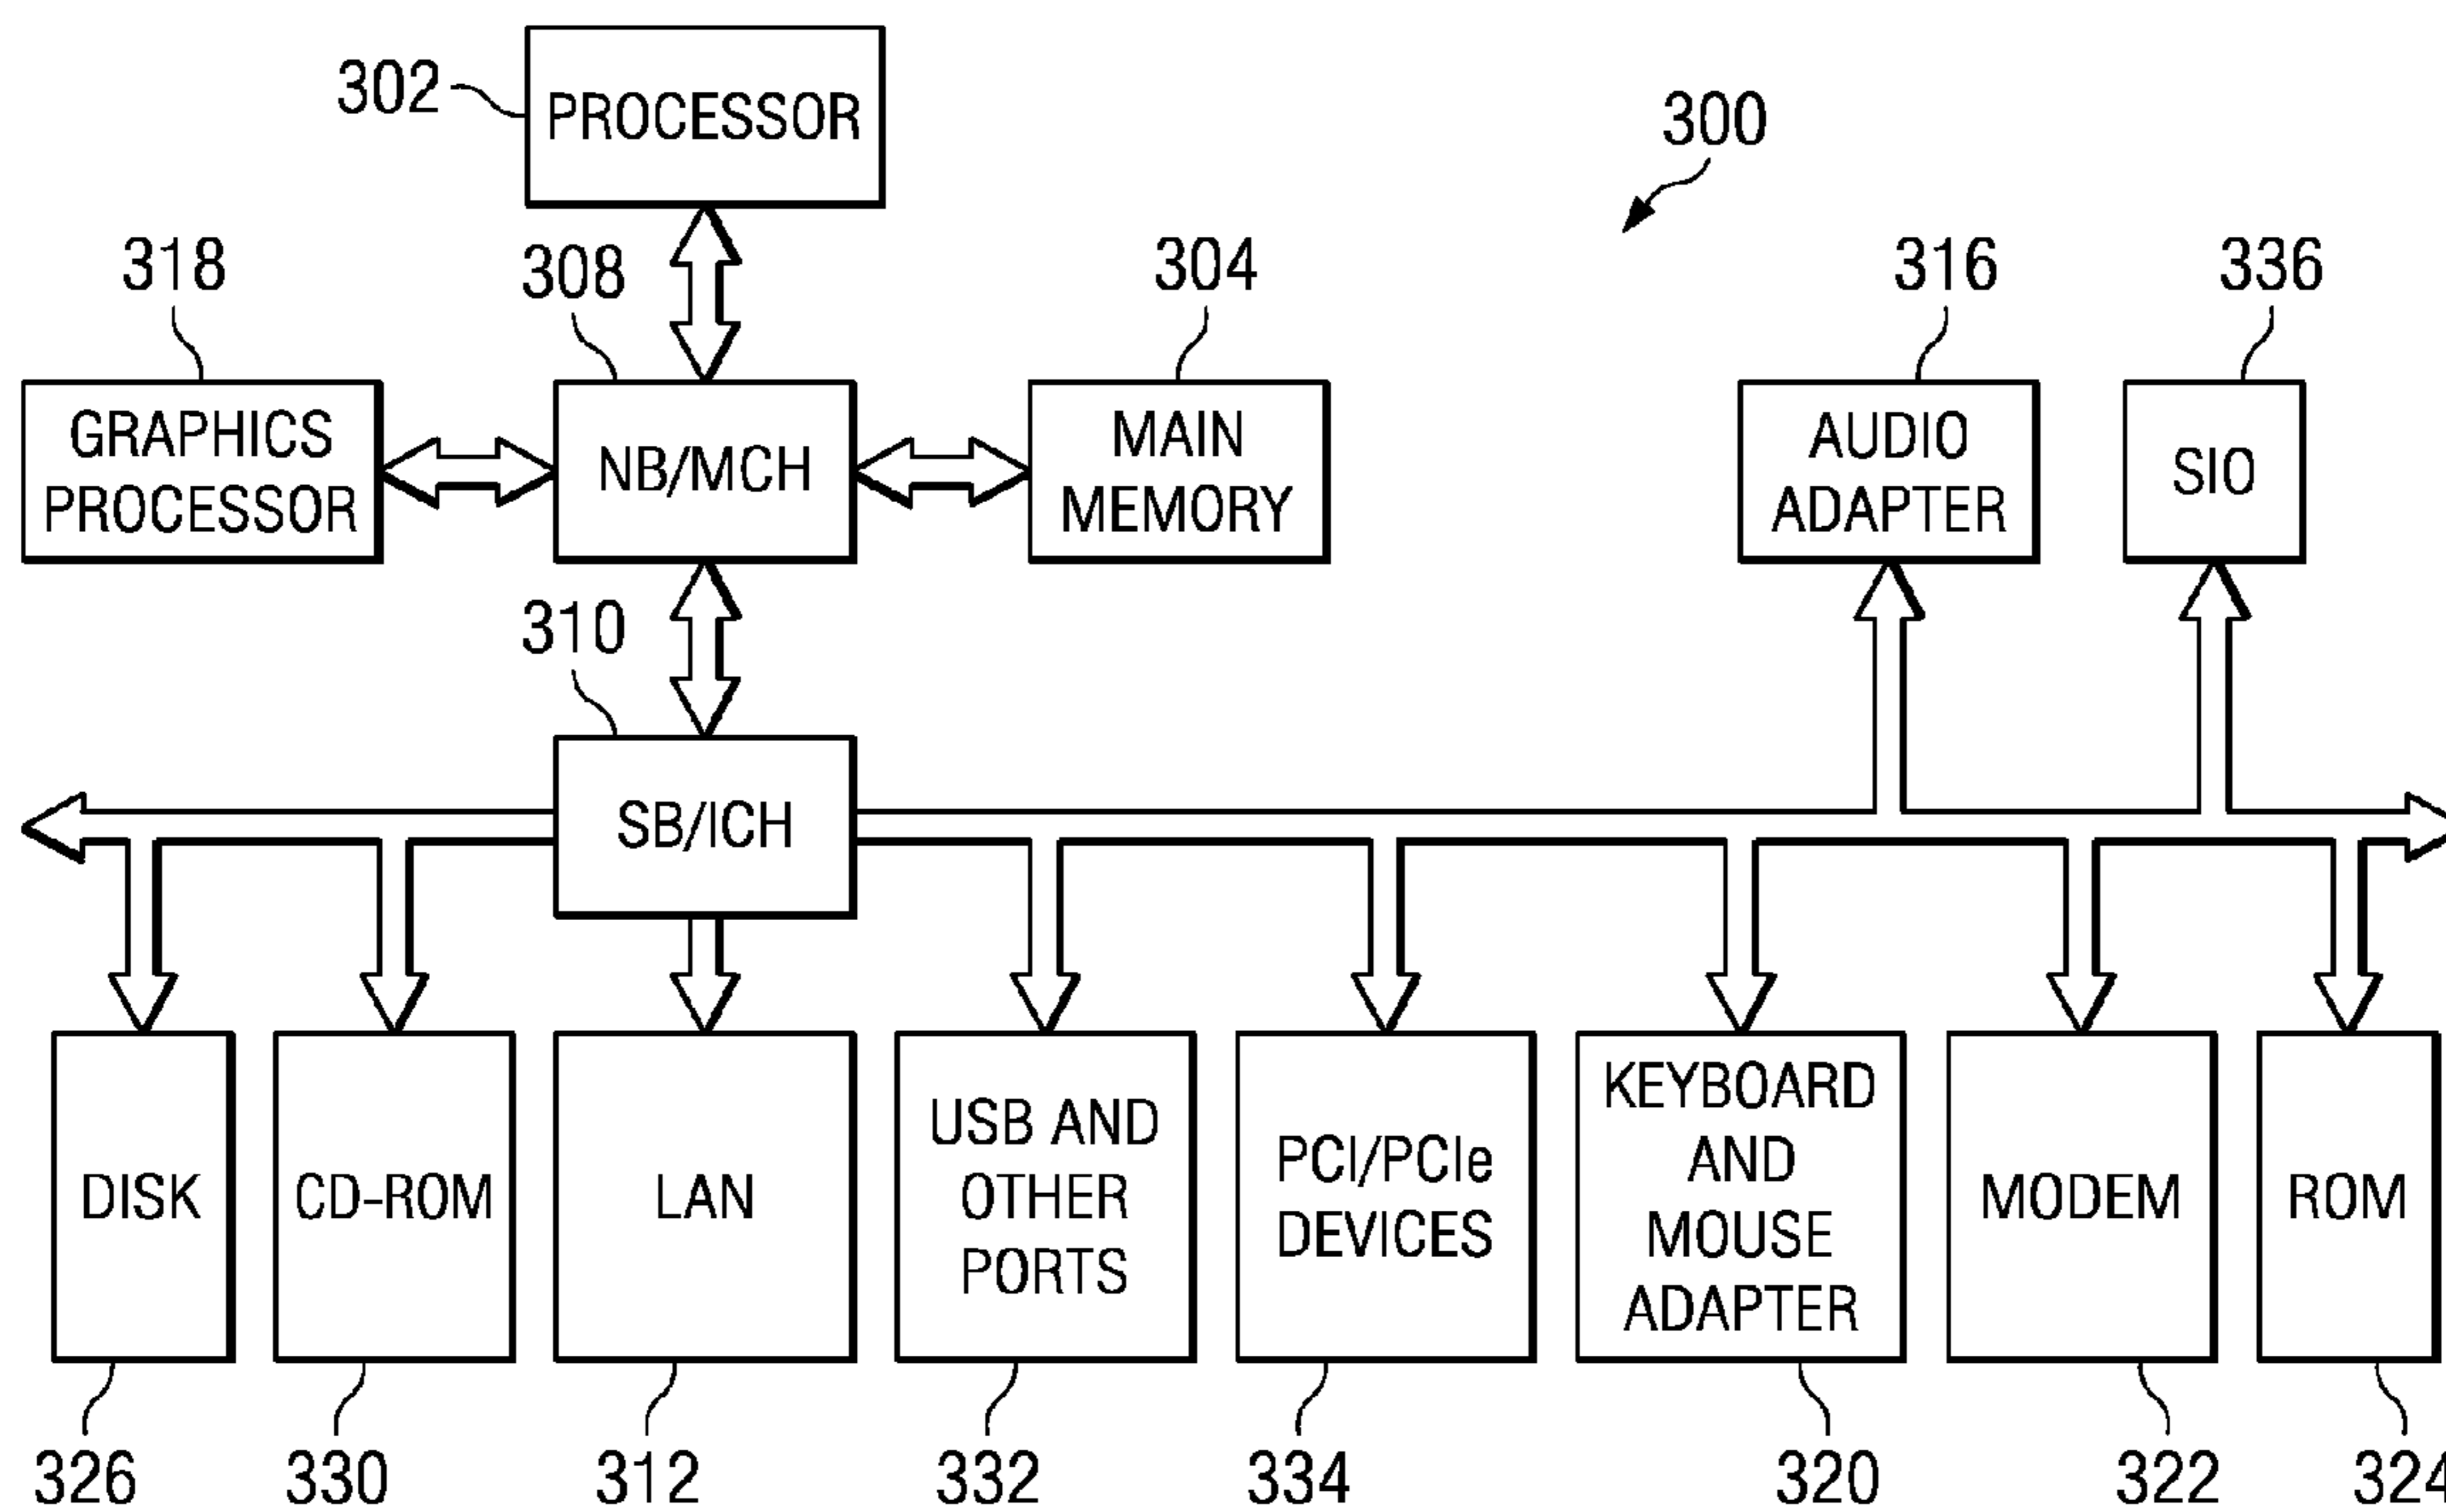 302
PROCESSOR
300
318
308
304
316
336
GRAPHICS
PROCESSOR
NB/MCH
MAIN
MEMORY
AUDIO
ADAPTER
SIO
310
SB/ICH
DISK
CD-ROM
LAN
USB AND
OTHER
PORTS
PCI/PCIe
DEVICES
KEYBOARD
AND
MOUSE
ADAPTER
MODEM
ROM
326
330
312
332
334
320
322
324